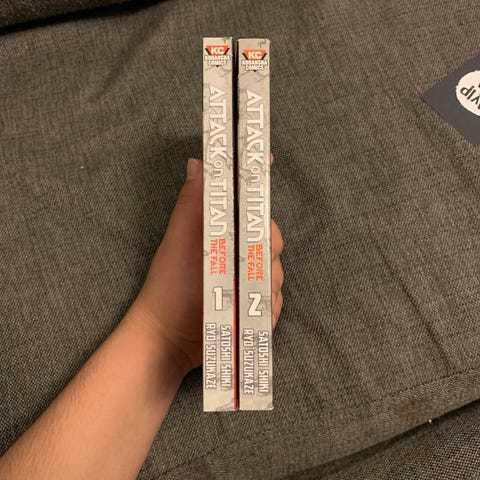 KC
KODANSHA
COMICS
ATTACK on TITAN
BEFORE
THE FALL
1
SATOSHI SHIKI
RYO SUZUKAZE
KC
KODANSHA
COMICS
ATTACK on TITAN
BEFORE
THE FALL
2
SATOSHI SHIKI
RYO SUZUKAZE
VIP